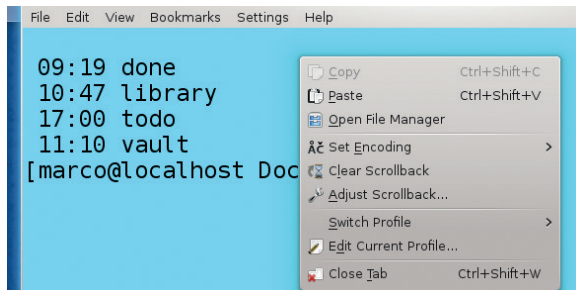 File Edit View Bookmarks Settings Help
09:19 done
10:47 library
17:00 todo
11:10 vault
[marco@localhost Doc
Copy Ctrl+Shift+C
Paste Ctrl+Shift+V
Open File Manager
Set Encoding
Clear Scrollback
Adjust Scrollback...
Switch Profile
Edit Current Profile...
Close Tab Ctrl+Shift+W